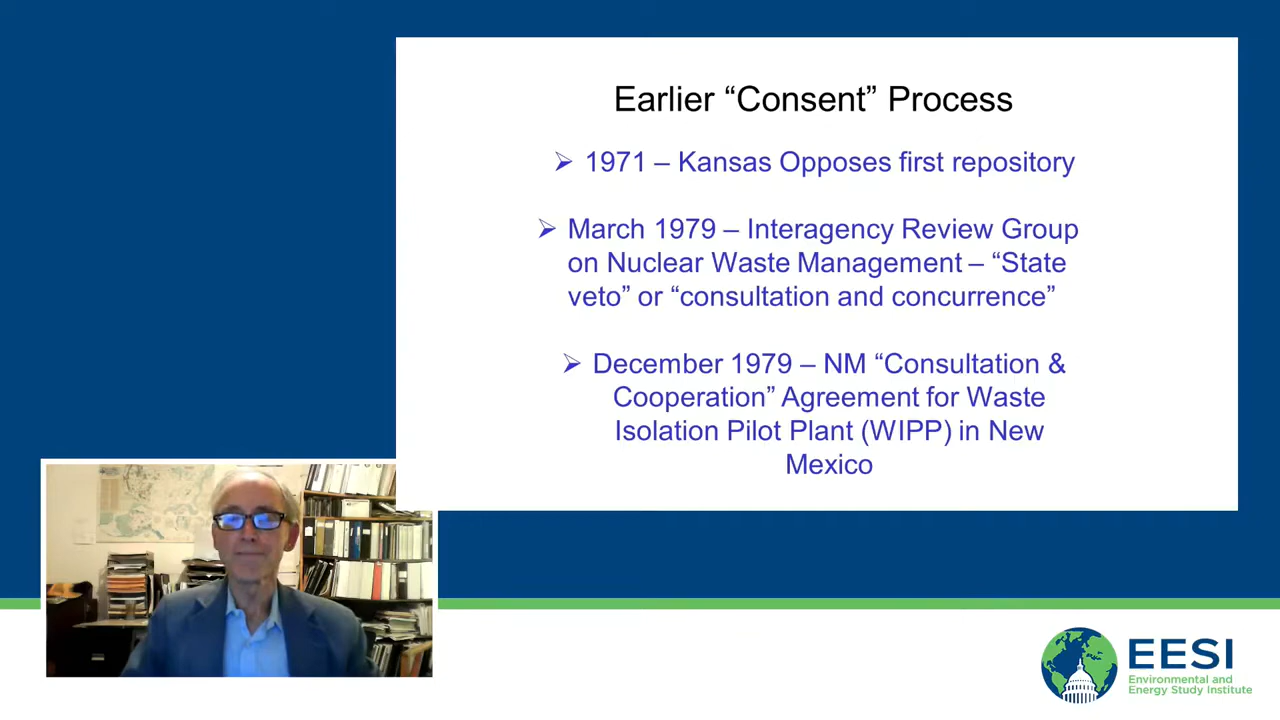 Earlier “Consent” Process
➢ 1971 – Kansas Opposes first repository
➢ March 1979 – Interagency Review Group
on Nuclear Waste Management – “State
veto” or “consultation and concurrence”
➢ December 1979 – NM “Consultation &
Cooperation” Agreement for Waste
Isolation Pilot Plant (WIPP) in New
Mexico
EESI
Environmental and
Energy Study Institute